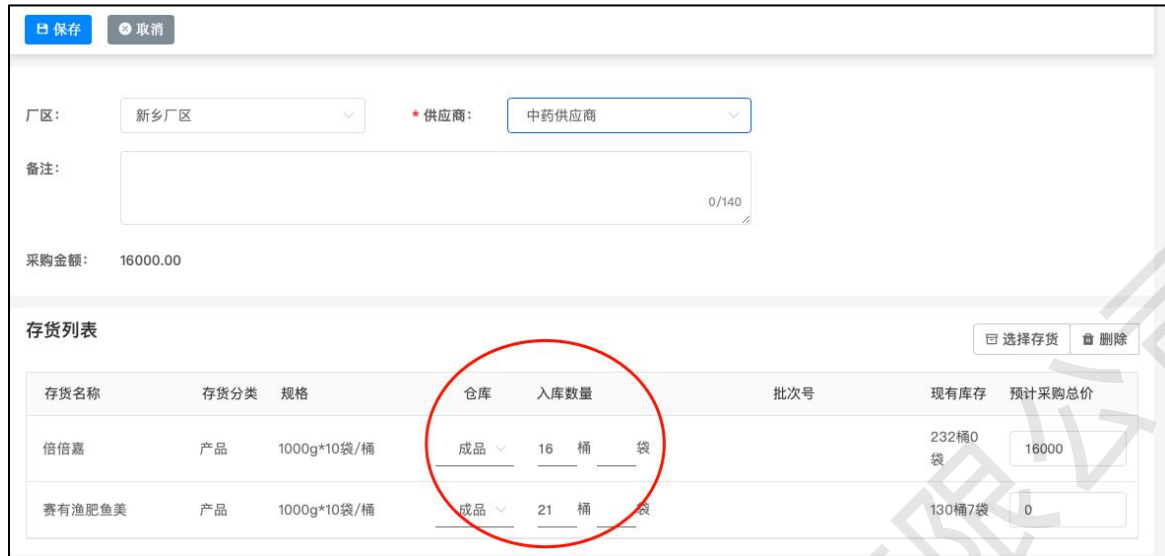 保存 取消
厂区： 新乡厂区 * 供应商： 中药供应商
备注：
0/140
采购金额： 16000.00
存货列表 选择存货 删除
存货名称 存货分类 规格 仓库 入库数量 批次号 现有库存 预计采购总价
倍倍嘉 产品 1000g*10袋/桶 成品 16 桶 袋 232桶0袋 16000
赛有渔肥鱼美 产品 1000g*10袋/桶 成品 21 桶 袋 130桶7袋 0
限公司